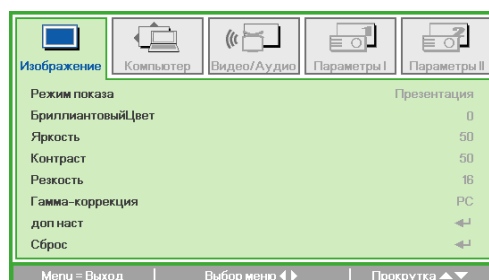 Изображение Компьютер Видео/Аудио Параметры I Параметры II
Режим показа Презентация
БриллиантовыйЦвет 0
Яркость 50
Контраст 50
Резкость 16
Гамма-коррекция PC
доп наст
Сброс
Menu = Выход | Выбор меню | Прокрутка